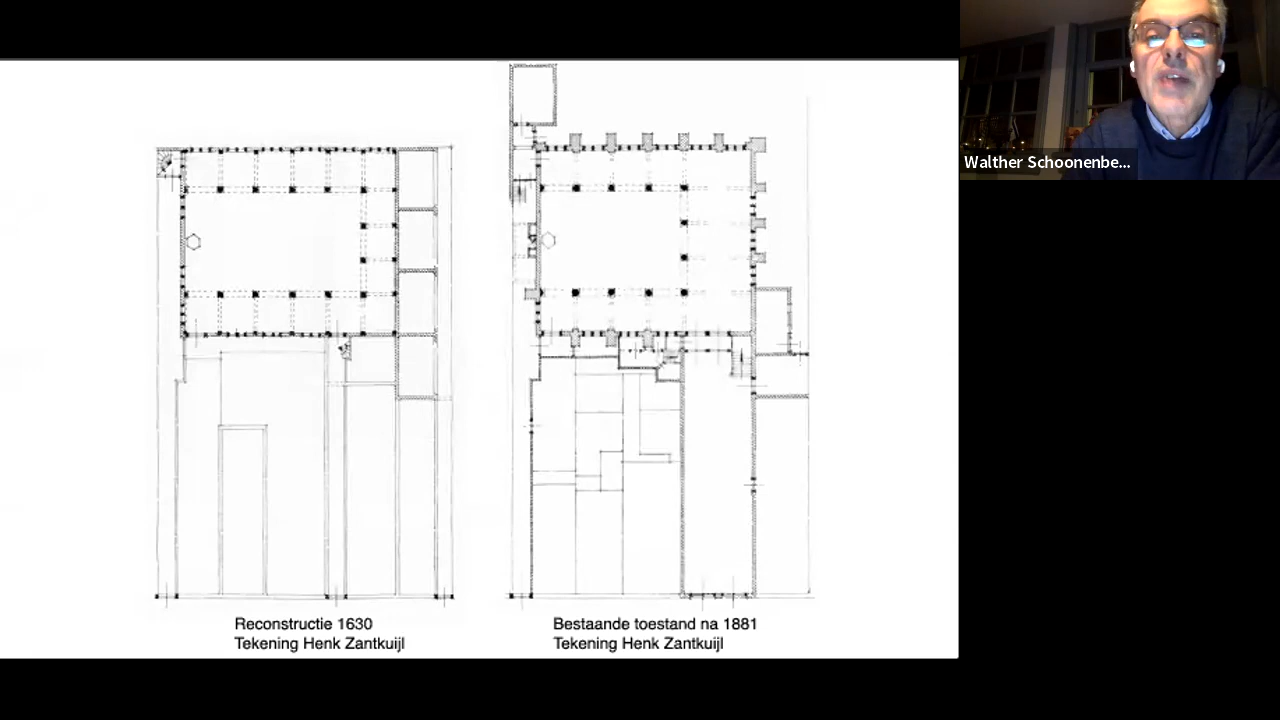 Walther Schoonenbe...
Reconstructie 1630
Tekening Henk Zantkuijl
Bestaande toestand na 1881
Tekening Henk Zantkuijl